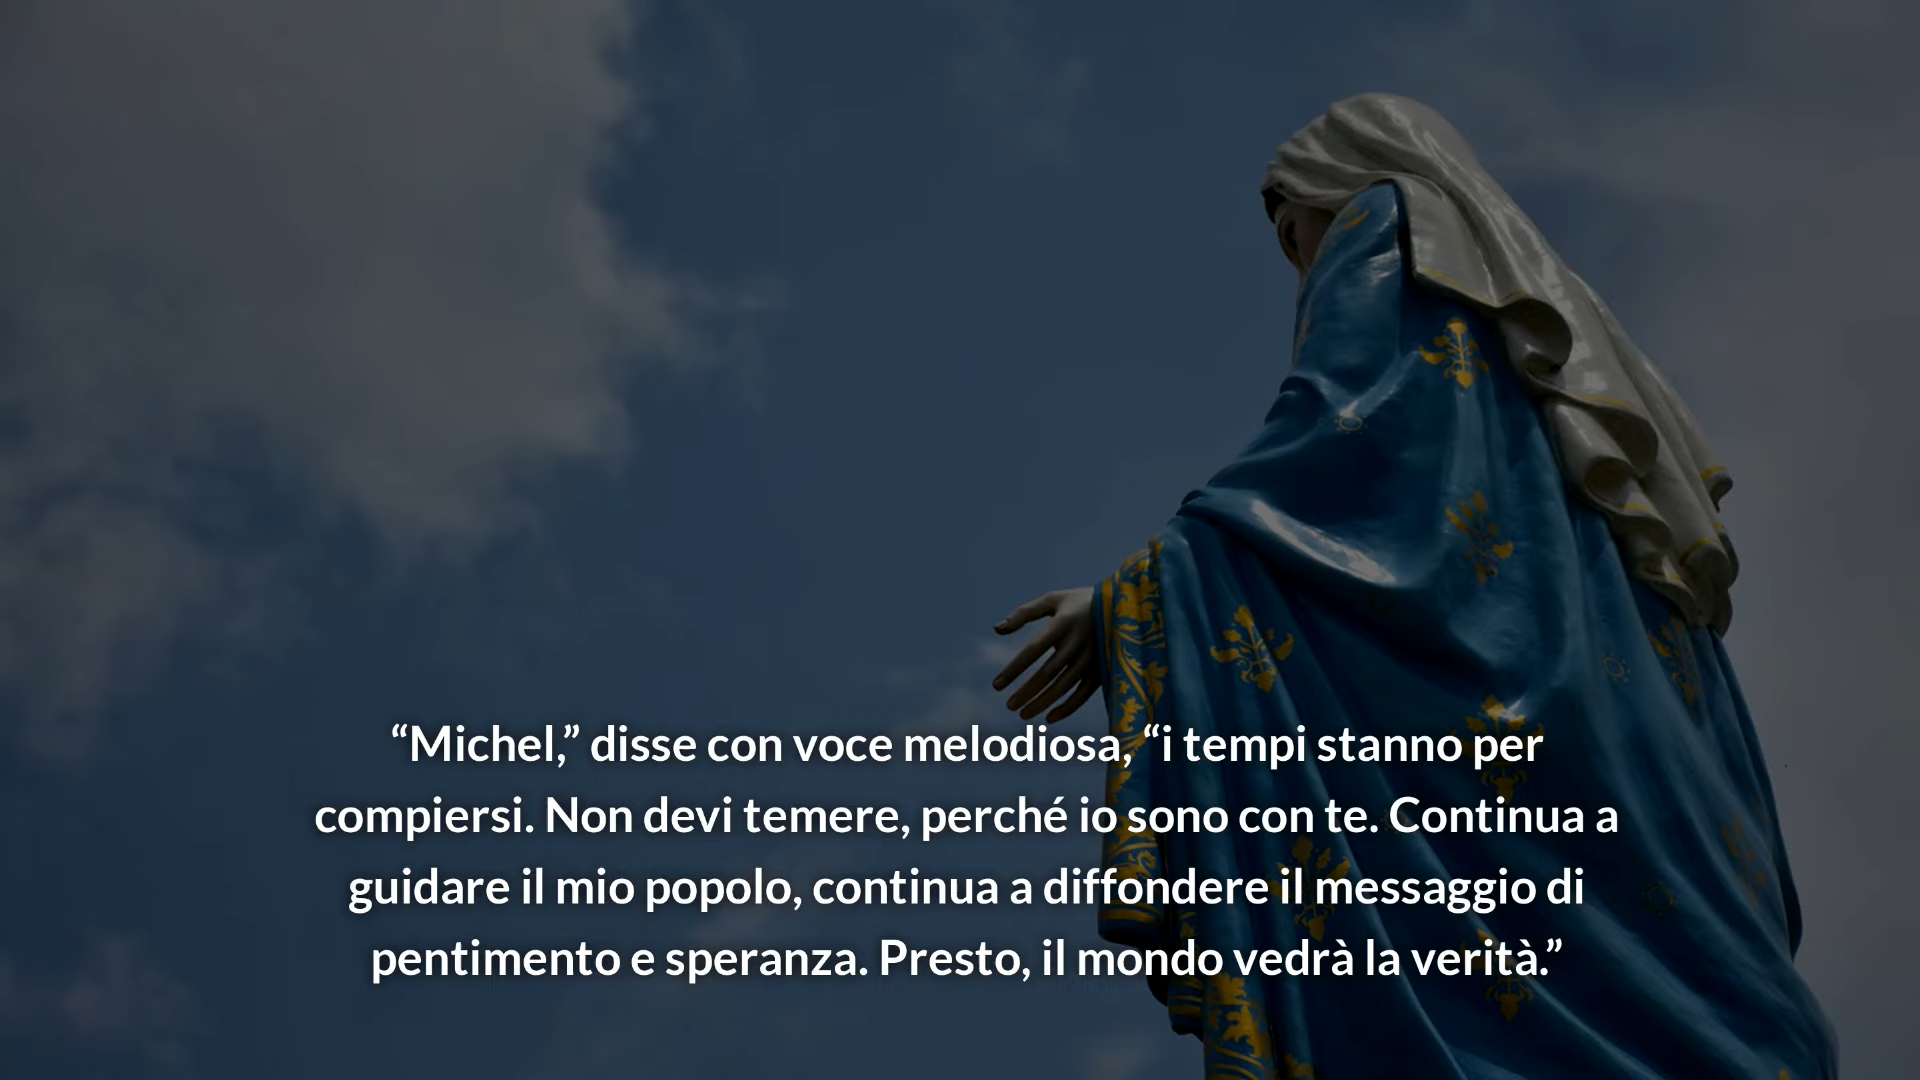 “Michel,” disse con voce melodiosa, “i tempi stanno per
compiersi. Non devi temere, perché io sono con te. Continua a
guidare il mio popolo, continua a diffondere il messaggio di
pentimento e speranza. Presto, il mondo vedrà la verità.”